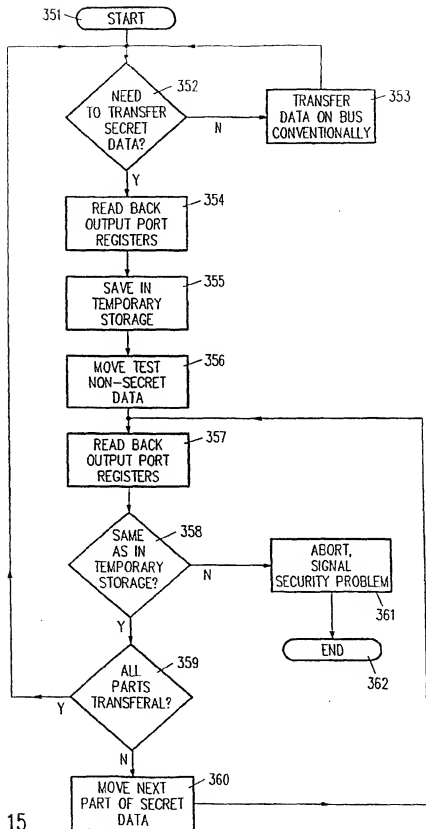 351
START
352
NEED
TO TRANSFER
SECRET
DATA?
N
TRANSFER
DATA ON BUS
CONVENTIONALLY
353
Y
READ BACK
OUTPUT PORT
REGISTERS
354
SAVE IN
TEMPORARY
STORAGE
355
MOVE TEST
NON-SECRET
DATA
356
READ BACK
OUTPUT PORT
REGISTERS
357
SAME
AS IN
TEMPORARY
STORAGE?
358
N
ABORT,
SIGNAL
SECURITY PROBLEM
361
Y
END
362
ALL
PARTS
TRANSFERAL?
359
Y
N
MOVE NEXT
PART OF SECRET
DATA
360
15